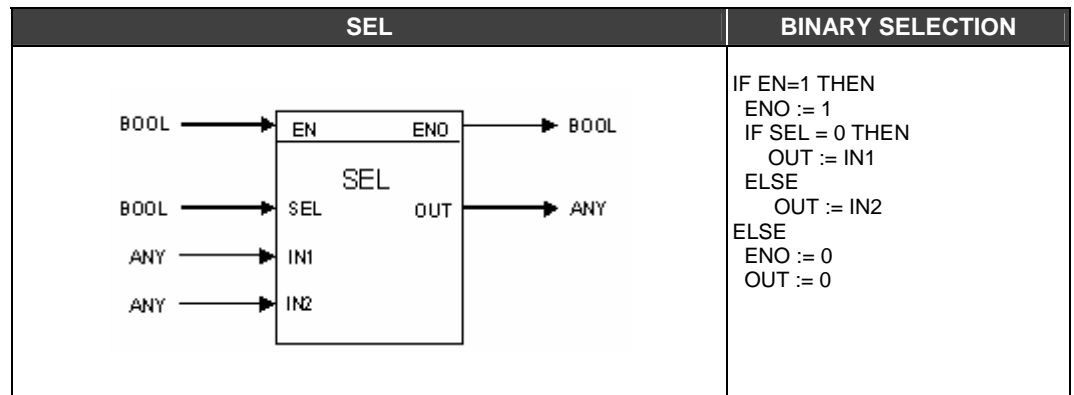 SEL
BINARY SELECTION
BOOL
EN
ENO
BOOL
SEL
BOOL
SEL
OUT
ANY
ANY
IN1
ANY
IN2
IF EN=1 THEN
ENO := 1
IF SEL = 0 THEN
OUT := IN1
ELSE
OUT := IN2
ELSE
ENO := 0
OUT := 0